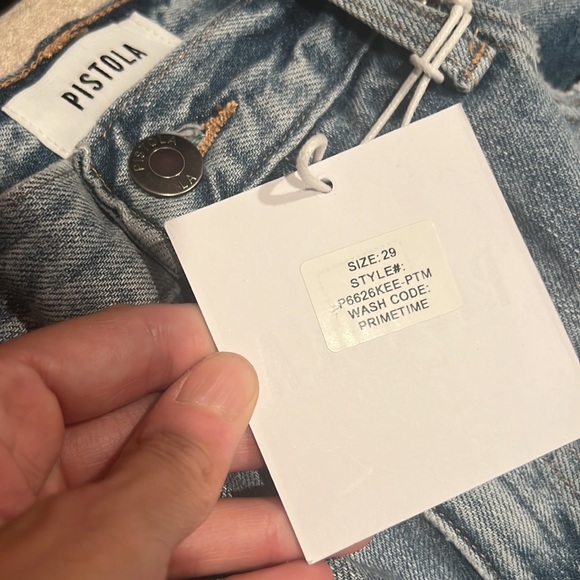 PISTOLA
PISTOLA
LA
SIZE: 29
STYLE#:
P6626KEE-PTM
WASH CODE:
PRIMETIME